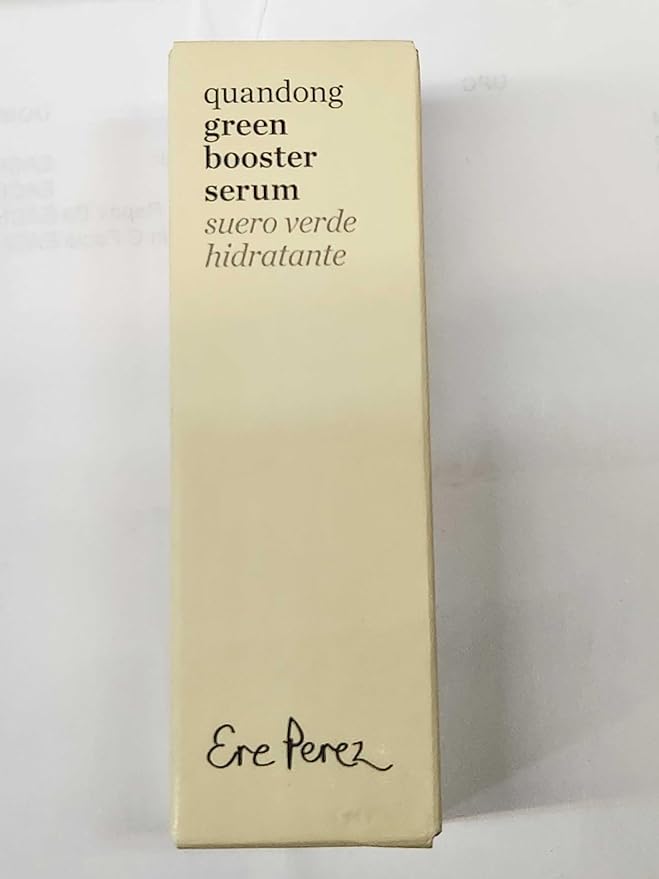 quandong
green
booster
serum
suero verde
hidratante
Ere Perez